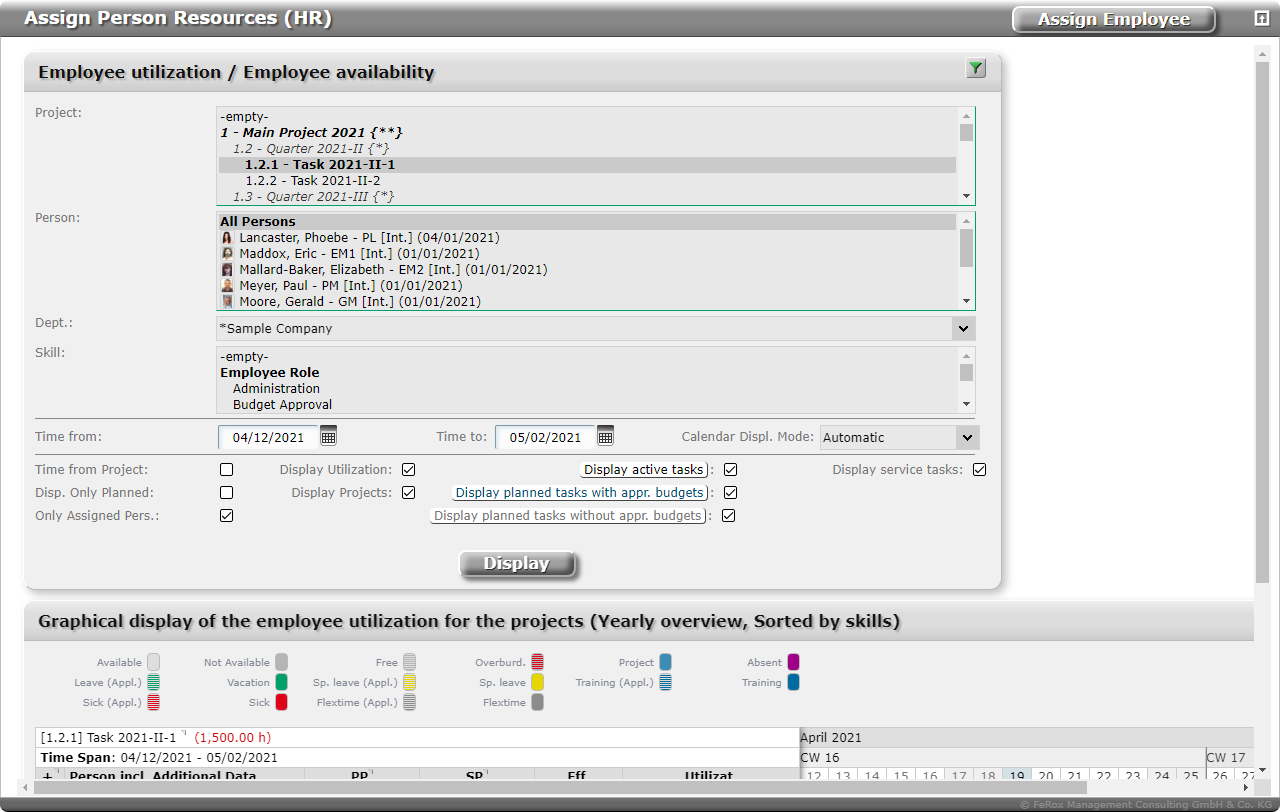 Assign Person Resources (HR)
Assign Employee
Employee utilization / Employee availability
Project:
-empty-
1 - Main Project 2021 {**}
1.2 - Quarter 2021-II {*}
1.2.1 - Task 2021-II-1
1.2.2 - Task 2021-II-2
1.3 - Quarter 2021-III {*}
Person:
All Persons
Lancaster, Phoebe - PL [Int.] (04/01/2021)
Maddox, Eric - EM1 [Int.] (01/01/2021)
Mallard-Baker, Elizabeth - EM2 [Int.] (01/01/2021)
Meyer, Paul - PM [Int.] (01/01/2021)
Moore, Gerald - GM [Int.] (01/01/2021)
Dept.: *Sample Company
Skill:
-empty-
Employee Role
Administration
Budget Approval
Time from: 04/12/2021 Time to: 05/02/2021 Calendar Displ. Mode: Automatic
Time from Project: Display Utilization: Display active tasks : Display service tasks:
Disp. Only Planned: Display Projects: Display planned tasks with appr. budgets :
Only Assigned Pers.: Display planned tasks without appr. budgets :
Display
Graphical display of the employee utilization for the projects (Yearly overview, Sorted by skills)
Available Not Available Free Overburd. Project Absent
Leave (Appl.) Vacation Sp. leave (Appl.) Sp. leave Training (Appl.) Training
Sick (Appl.) Sick Flextime (Appl.) Flextime
[1.2.1] Task 2021-II-1 (1,500.00 h) April 2021
Time Span: 04/12/2021 - 05/02/2021 CW 16 CW 17
+ Person incl. Additional Data PP SP Eff Utilizat 12 13 14 15 16 17 18 19 20 21 22 23 24 25 26 27
© FeRox Management Consulting GmbH & Co. KG